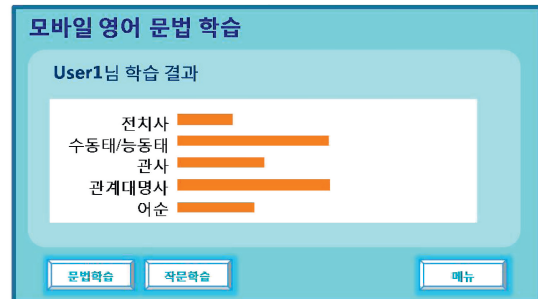 모바일 영어 문법 학습
User1님 학습 결과
전치사
수동태/능동태
관사
관계대명사
어순
문법학습 작문학습 메뉴